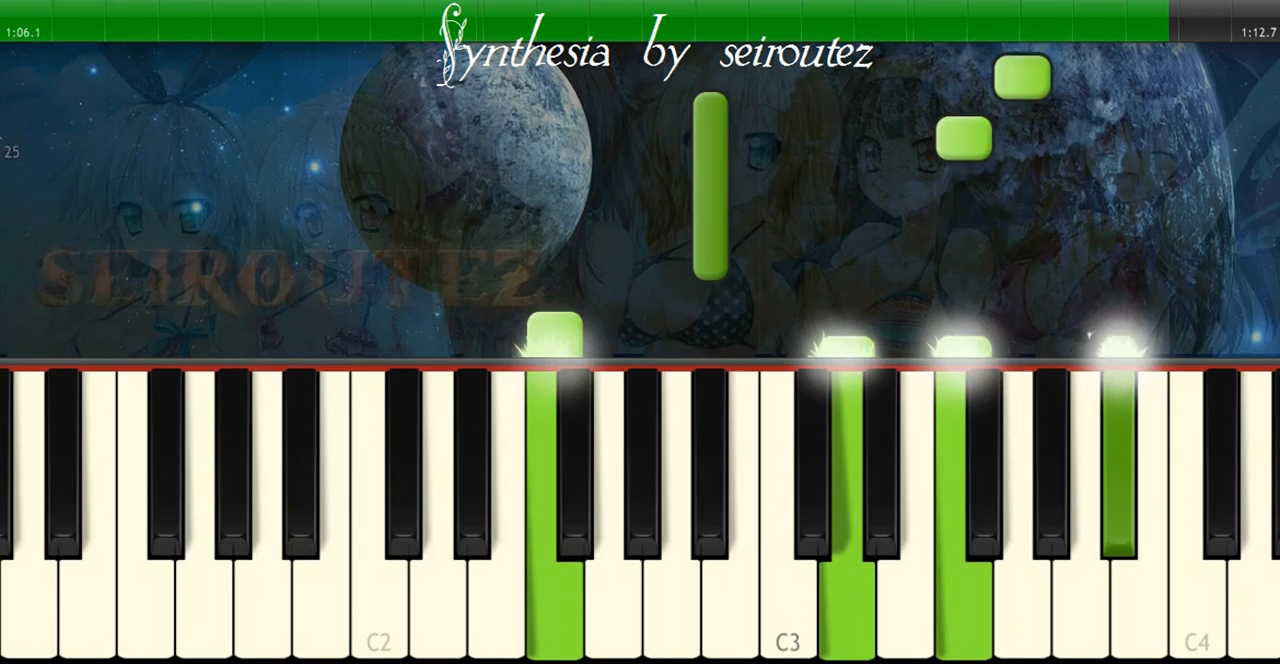 1:06.1
1:12.7
Synthesia by seiroutez
25
SEIROUTEZ
C2
C3
C4